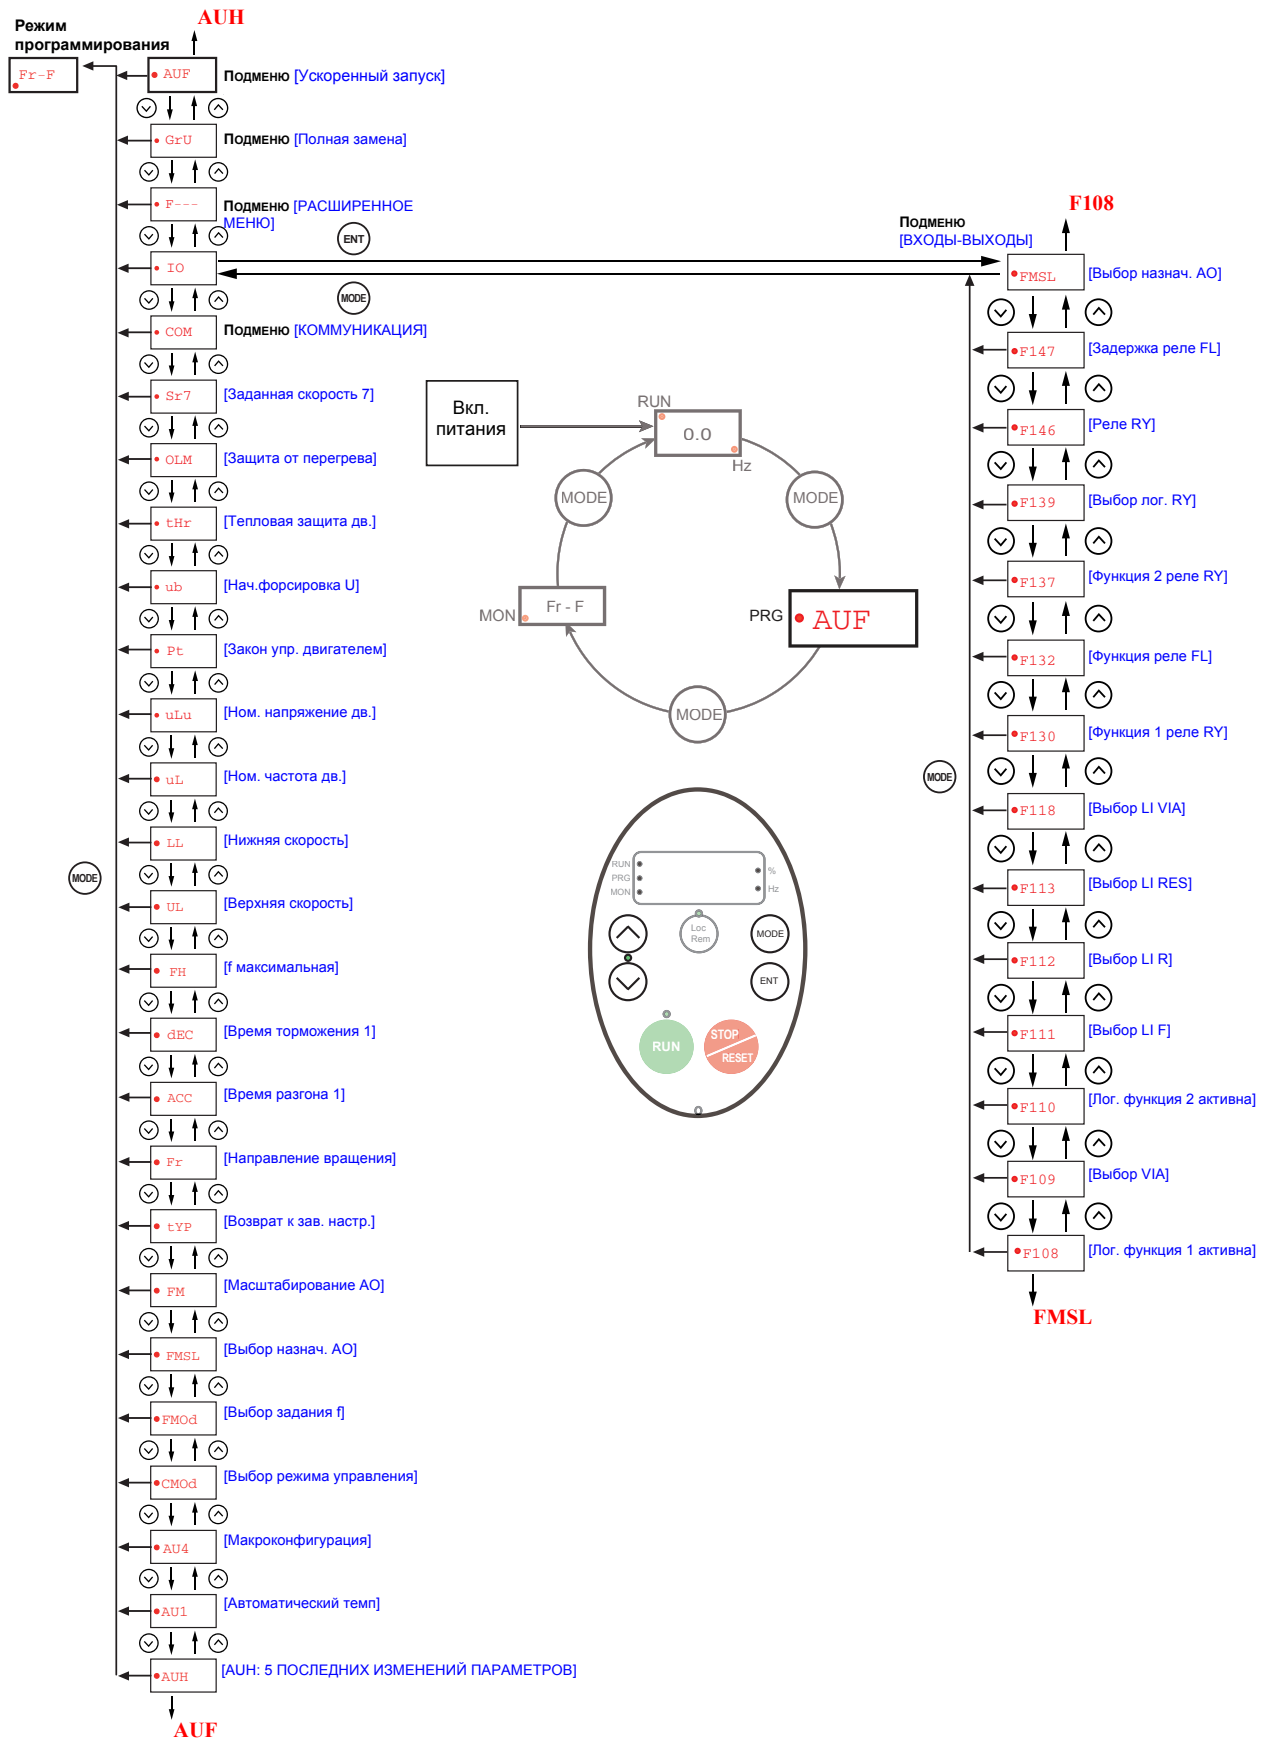 AUH
Режим
программирования
Fr-F
AUF
Подменю [Ускоренный запуск]
GrU
Подменю [Полная замена]
F---
Подменю [РАСШИРЕННОЕ
МЕНЮ]
IO
ENT
MODE
COM
Подменю [КОММУНИКАЦИЯ]
Sr7
[Заданная скорость 7]
OLM
[Защита от перегрева]
tHr
[Тепловая защита дв.]
ub
[Нач.форсировка U]
Pt
[Закон упр. двигателем]
uLu
[Ном. напряжение дв.]
uL
[Ном. частота дв.]
LL
[Нижняя скорость]
MODE
UL
[Верхняя скорость]
FH
[f максимальная]
dEC
[Время торможения 1]
ACC
[Время разгона 1]
Fr
[Направление вращения]
tYP
[Возврат к зав. настр.]
FM
[Масштабирование АО]
FMSL
[Выбор назнач. АО]
FMOd
[Выбор задания f]
CMOd
[Выбор режима управления]
AU4
[Макроконфигурация]
AU1
[Автоматический темп]
AUH
[AUH: 5 ПОСЛЕДНИХ ИЗМЕНЕНИЙ ПАРАМЕТРОВ]
AUF
Вкл.
питания
RUN
0.0
Hz
MODE
MODE
MON
Fr - F
PRG
AUF
MODE
RUN
PRG
MON
%
Hz
Loc
Rem
MODE
ENT
RUN
STOP
RESET
F108
Подменю
[ВХОДЫ-ВЫХОДЫ]
FMSL
[Выбор назнач. АО]
F147
[Задержка реле FL]
F146
[Реле RY]
F139
[Выбор лог. RY]
F137
[Функция 2 реле RY]
F132
[Функция реле FL]
F130
[Функция 1 реле RY]
MODE
F118
[Выбор LI VIA]
F113
[Выбор LI RES]
F112
[Выбор LI R]
F111
[Выбор LI F]
F110
[Лог. функция 2 активна]
F109
[Выбор VIA]
F108
[Лог. функция 1 активна]
FMSL